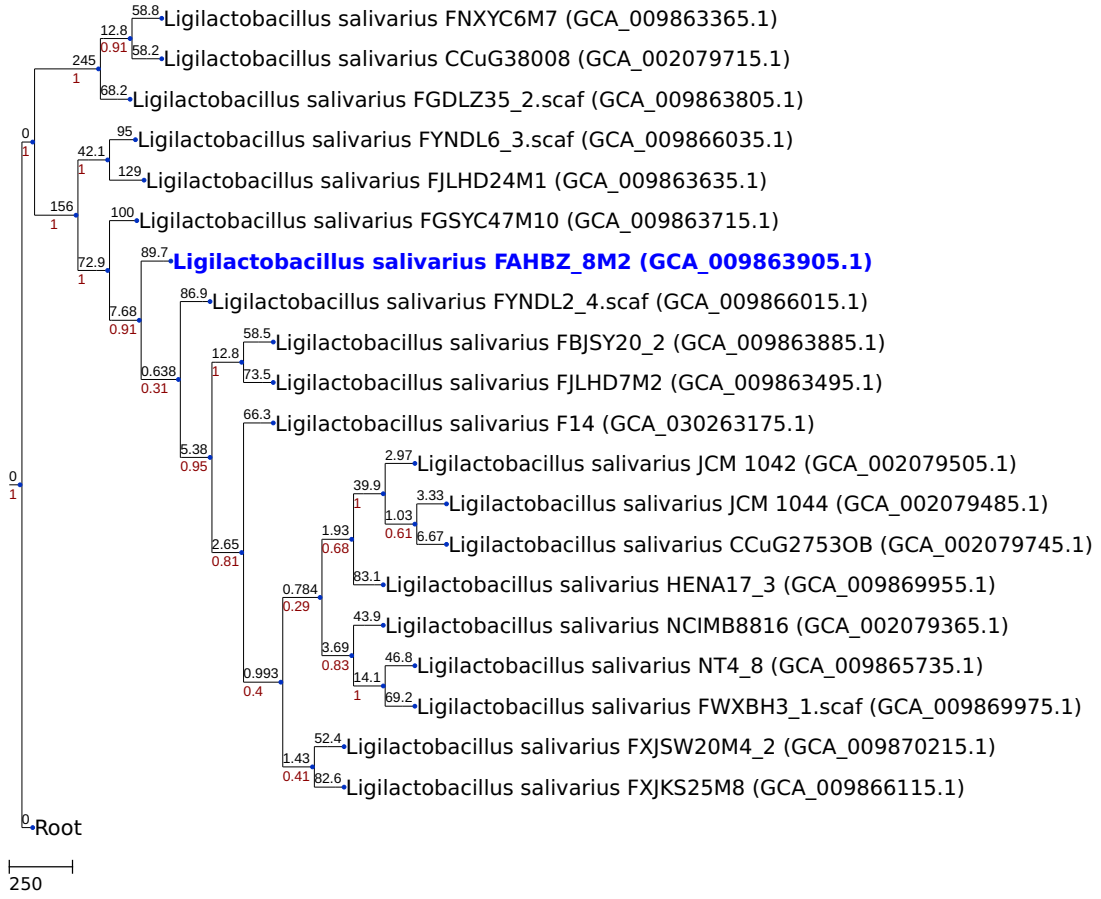 58.8 Ligilactobacillus salivarius FNXYC6M7 (GCA_009863365.1)
12.8
0.91
58.2 Ligilactobacillus salivarius CCuG38008 (GCA_002079715.1)
245
1
68.2 Ligilactobacillus salivarius FGDLZ35_2.scaf (GCA_009863805.1)
0
1
95 Ligilactobacillus salivarius FYNDL6_3.scaf (GCA_009866035.1)
42.1
1
129 Ligilactobacillus salivarius FJLHD24M1 (GCA_009863635.1)
156
1
100 Ligilactobacillus salivarius FGSYC47M10 (GCA_009863715.1)
72.9
1
89.7 Ligilactobacillus salivarius FAHBZ_8M2 (GCA_009863905.1)
7.68
0.91
86.9 Ligilactobacillus salivarius FYNDL2_4.scaf (GCA_009866015.1)
0.638
0.31
58.5 Ligilactobacillus salivarius FBJSY20_2 (GCA_009863885.1)
12.8
1
73.5 Ligilactobacillus salivarius FJLHD7M2 (GCA_009863495.1)
5.38
0.95
66.3 Ligilactobacillus salivarius F14 (GCA_030263175.1)
2.65
0.81
2.97 Ligilactobacillus salivarius JCM 1042 (GCA_002079505.1)
39.9
1
3.33 Ligilactobacillus salivarius JCM 1044 (GCA_002079485.1)
1.03
0.61
6.67 Ligilactobacillus salivarius CCuG2753OB (GCA_002079745.1)
1.93
0.68
83.1 Ligilactobacillus salivarius HENA17_3 (GCA_009869955.1)
0.784
0.29
43.9 Ligilactobacillus salivarius NCIMB8816 (GCA_002079365.1)
3.69
0.83
46.8 Ligilactobacillus salivarius NT4_8 (GCA_009865735.1)
14.1
1
69.2 Ligilactobacillus salivarius FWXBH3_1.scaf (GCA_009869975.1)
0.993
0.4
52.4 Ligilactobacillus salivarius FXJSW20M4_2 (GCA_009870215.1)
1.43
0.41
82.6 Ligilactobacillus salivarius FXJKS25M8 (GCA_009866115.1)
0
1
0 Root
250